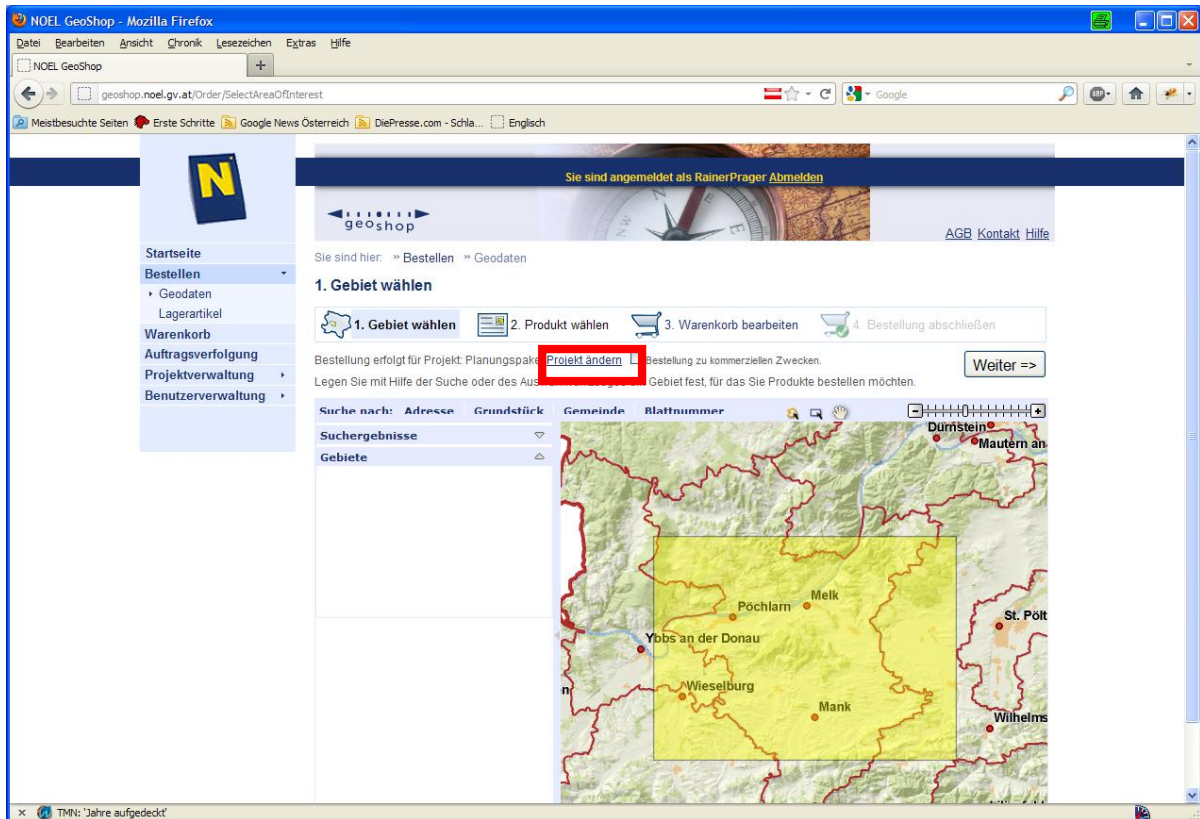 NOEL GeoShop - Mozilla Firefox
Datei Bearbeiten Ansicht Chronik Lesezeichen Extras Hilfe
NOEL GeoShop
geoshop.noel.gv.at/Order/SelectAreaOfInterest
Google
ABP
Meistbesuchte Seiten Erste Schritte Google News Österreich DiePresse.com - Schla... Englisch
N
Sie sind angemeldet als RainerPrager Abmelden
geoshop
AGB Kontakt Hilfe
Startseite
Bestellen
Geodaten
Lagerartikel
Warenkorb
Auftragsverfolgung
Projektverwaltung
Benutzerverwaltung
Sie sind hier: » Bestellen » Geodaten
1. Gebiet wählen
1. Gebiet wählen 2. Produkt wählen 3. Warenkorb bearbeiten 4. Bestellung abschließen
Bestellung erfolgt für Projekt: Planungspake Projekt ändern Bestellung zu kommerziellen Zwecken.
Weiter =>
Legen Sie mit Hilfe der Suche oder des Gebiet fest, für das Sie Produkte bestellen möchten.
Suche nach: Adresse Grundstück Gemeinde Blattnummer
Suchergebnisse
Gebiete
Dürnstein
Mautern an
Melk
Pöchlarn
St. Pölt
Ybbs an der Donau
Wieselburg
Mank
Wilhelms
TMN: 'Jahre aufgedeckt'